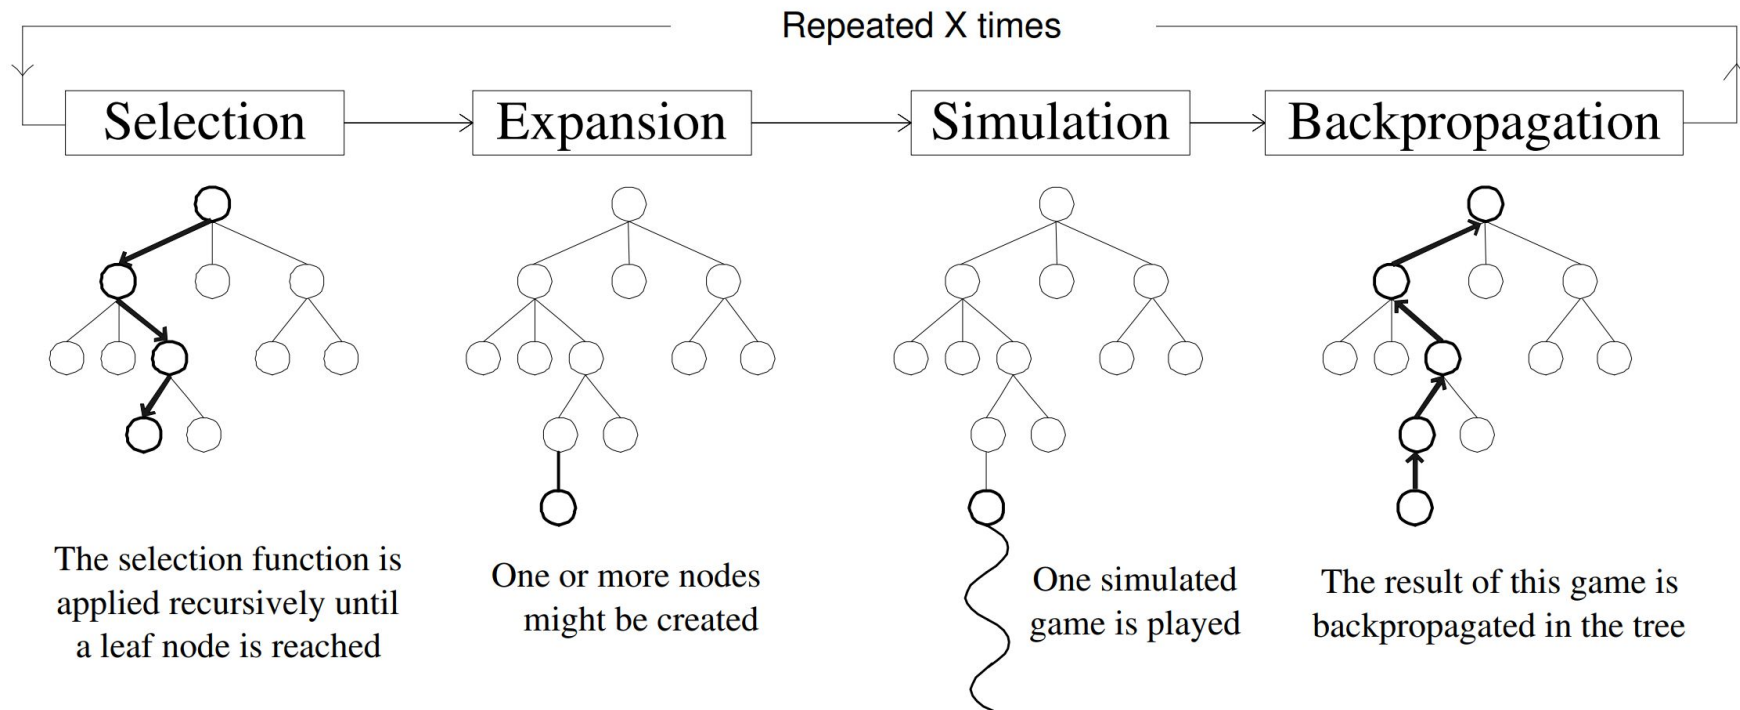 Repeated X times
Selection
Expansion
Simulation
Backpropagation
The selection function is
applied recursively until
a leaf node is reached
One or more nodes
might be created
One simulated
game is played
The result of this game is
backpropagated in the tree